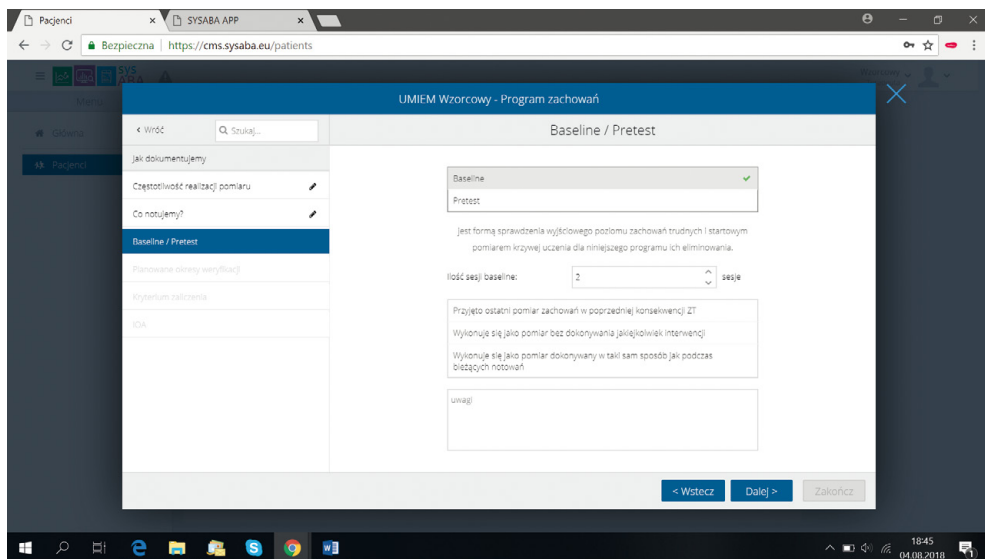 Pacjenci
SYSABA APP
Bezpieczna | https://cms.sysaba.eu/patients
SYS
ABA
Menu
Główna
Pacjenci
UMIEM Wzorcowy - Program zachowań
< Wróć
Szukaj...
Baseline / Pretest
Jak dokumentujemy
Częstotliwość realizacji pomiaru
Co notujemy?
Baseline / Pretest
Planowane okresy weryfikacji
Kryterium zaliczenia
IOA
Baseline
Pretest
Jest formą sprawdzenia wyjściowego poziomu zachowań trudnych i startowym
pomiarem krzywej uczenia dla niniejszego programu ich eliminowania.
Ilość sesji baseline: 2 sesje
Przyjęto ostatni pomiar zachowań w poprzedniej konsekwencji ZT
Wykonuje się jako pomiar bez dokonywania jakiejkolwiek interwencji
Wykonuje się jako pomiar dokonywany w taki sam sposób jak podczas
bieżących notowań
uwagi
< Wstecz
Dalej >
Zakończ
18:45
04.08.2018